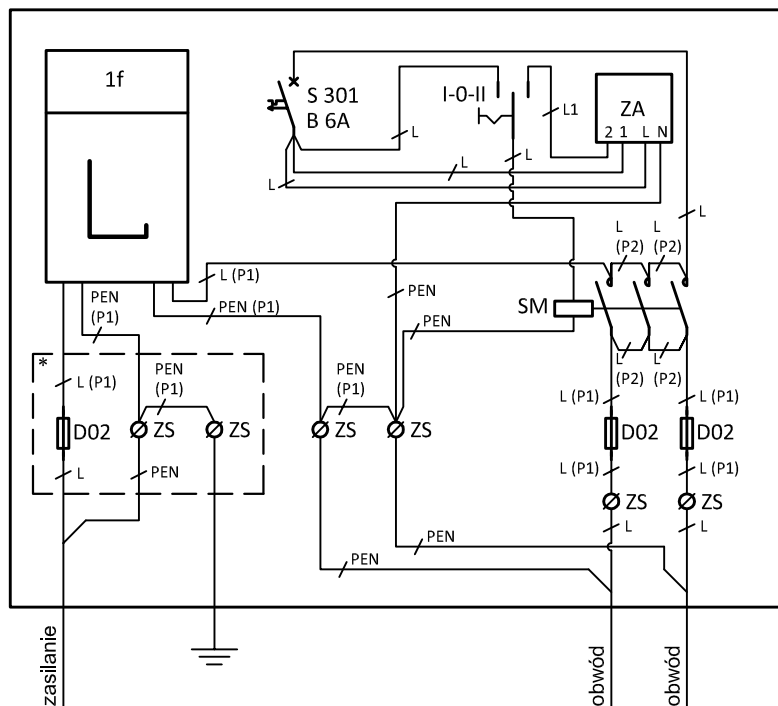 1f
S 301
B 6A
I-0-II
L1
ZA
2 1 L N
L
L
L
L
L
L
(P2)
L
(P2)
L (P1)
PEN
(P1)
PEN (P1)
PEN
PEN
SM
*
L (P1)
PEN
(P1)
PEN
(P1)
L
(P2)
L
(P2)
L (P1)
L (P1)
D02
ZS
ZS
ZS
ZS
D02
D02
L
PEN
L (P1)
L (P1)
ZS
ZS
L
L
PEN
PEN
zasilanie
obwód
obwód